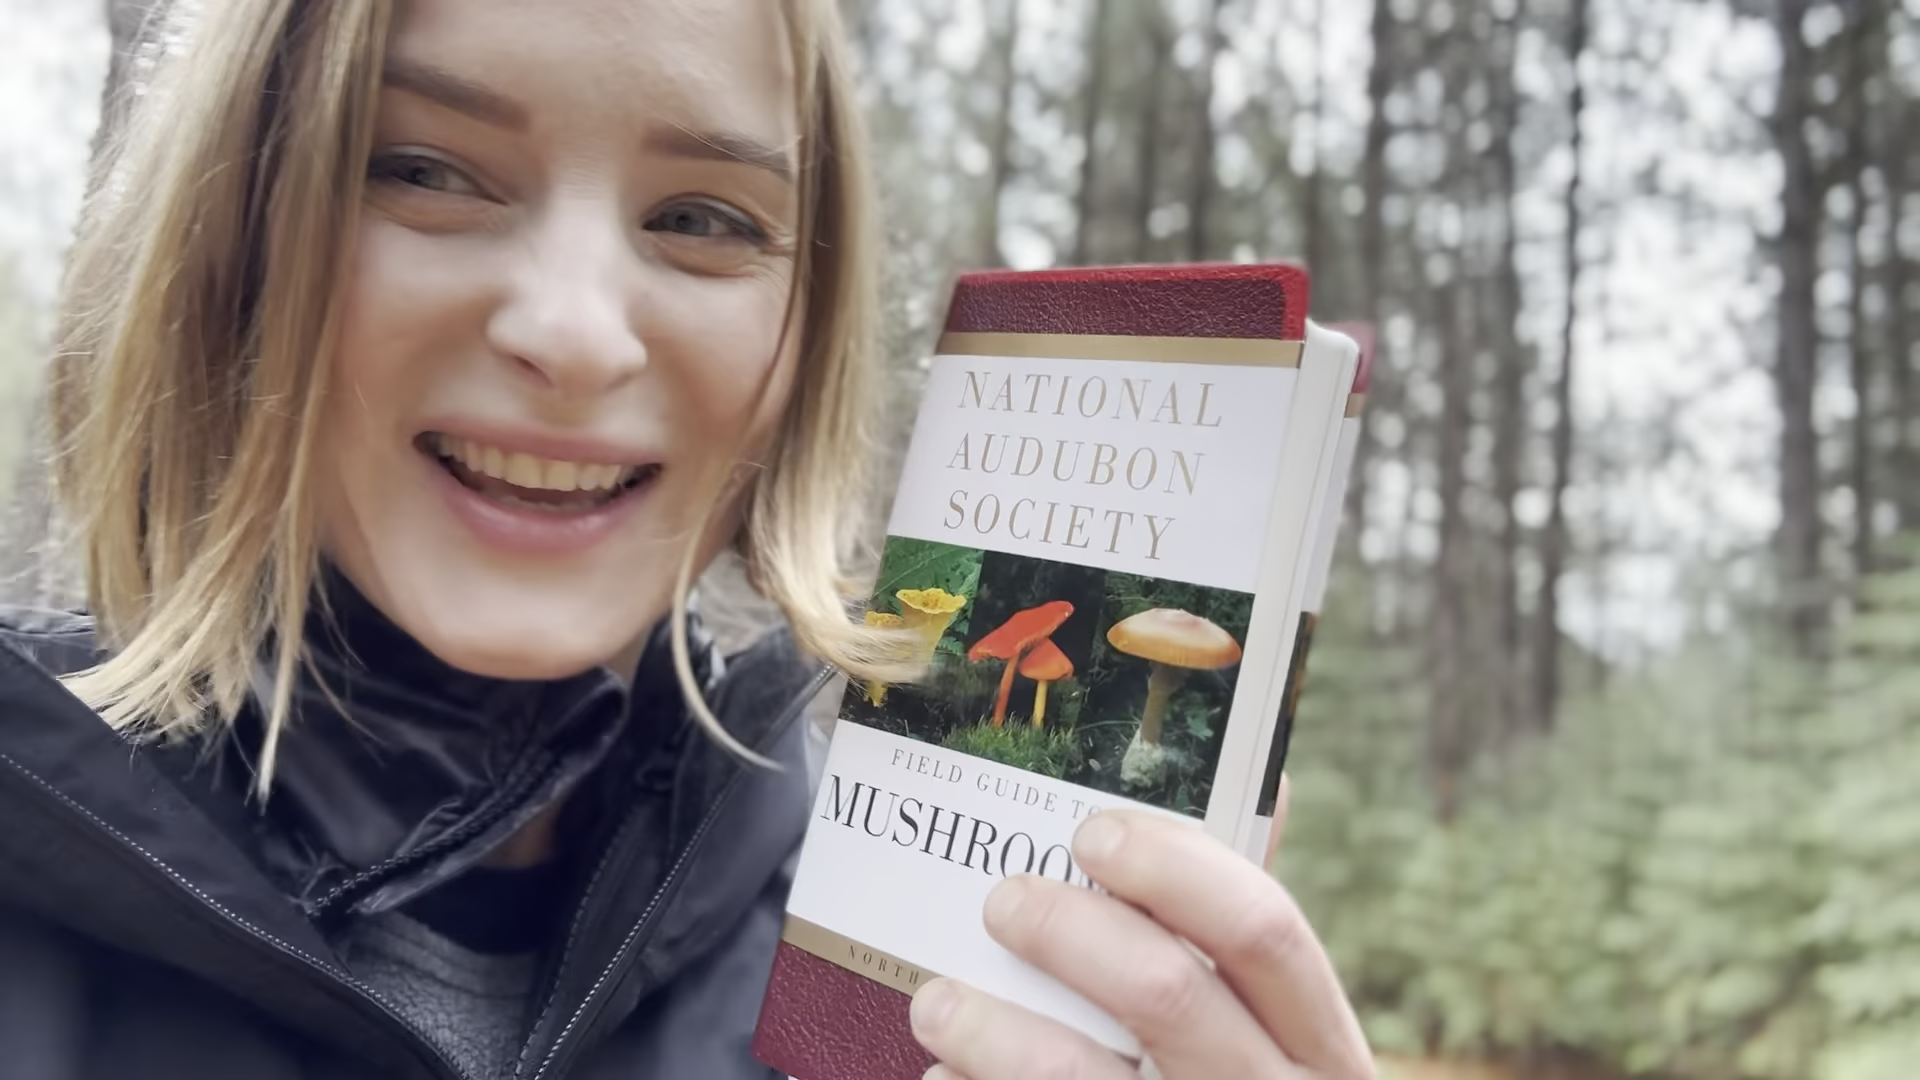 NATIONAL
AUDUBON
SOCIETY
FIELD GUIDE TO
MUSHROO
NORTH